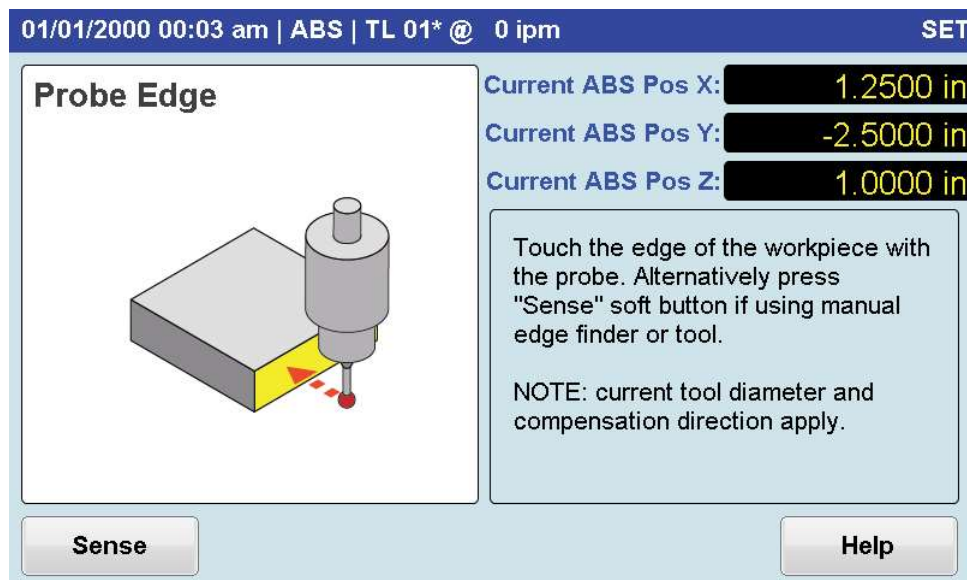 01/01/2000 00:03 am | ABS | TL 01* @ 0 ipm SET
Probe Edge
Current ABS Pos X: 1.2500 in
Current ABS Pos Y: -2.5000 in
Current ABS Pos Z: 1.0000 in
Touch the edge of the workpiece with
the probe. Alternatively press
"Sense" soft button if using manual
edge finder or tool.
NOTE: current tool diameter and
compensation direction apply.
Sense
Help